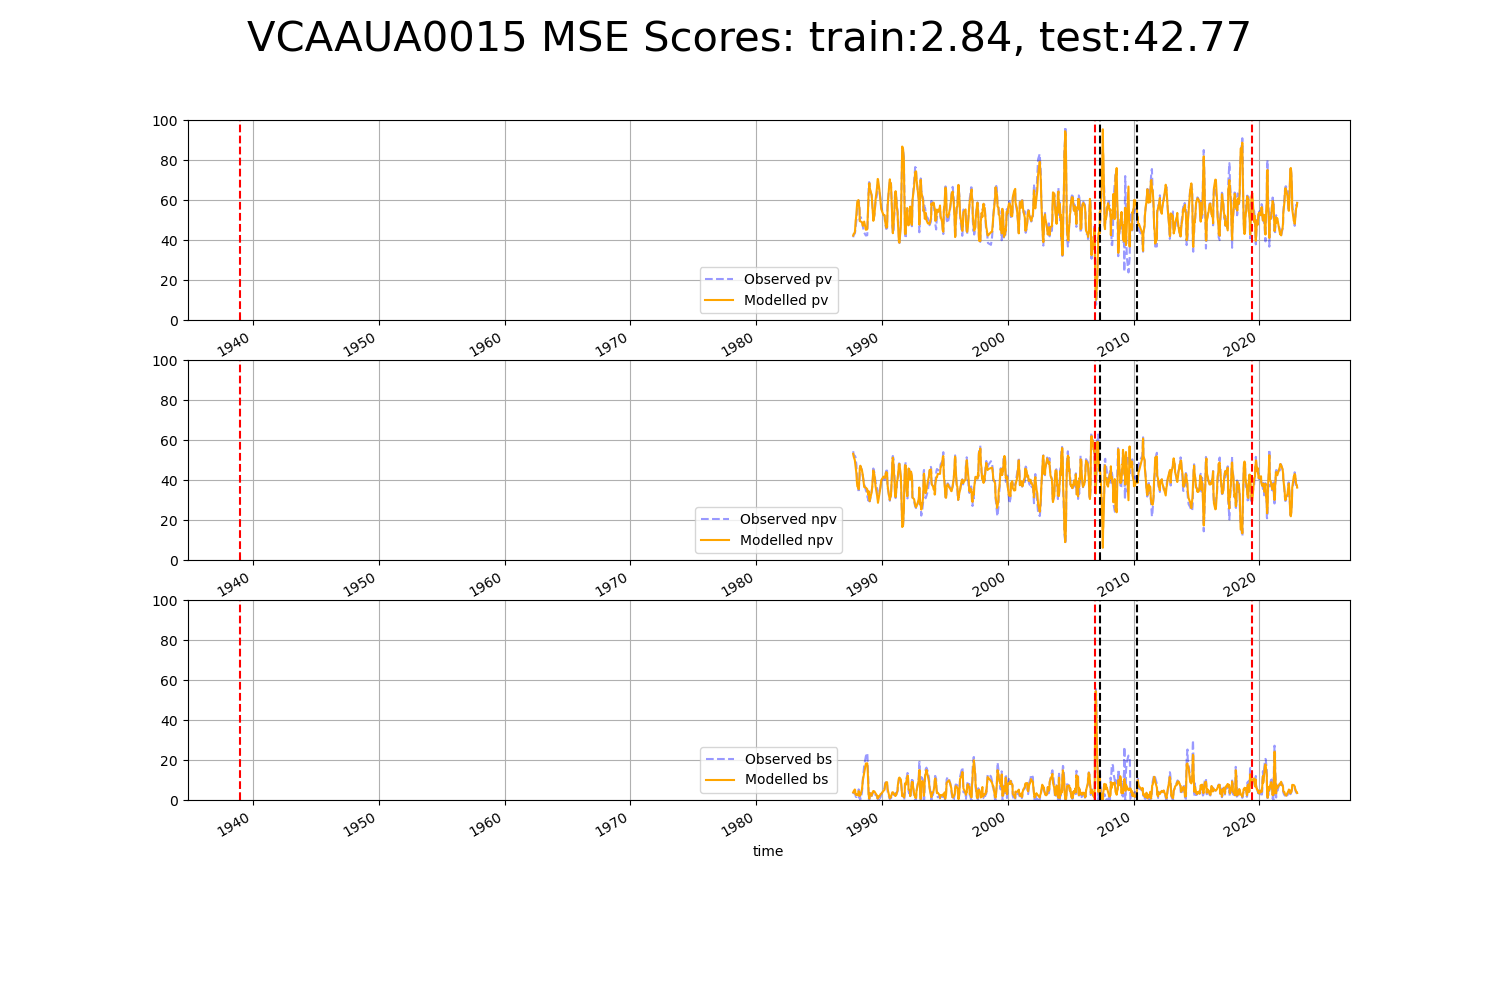 VCAAUA0015 MSE Scores: train:2.84, test:42.77
100
80
60
40
20
0
Observed pv
Modelled pv
1940 1950 1960 1970 1980 1990 2000 2010 2020
100
80
60
40
20
0
Observed npv
Modelled npv
1940 1950 1960 1970 1980 1990 2000 2010 2020
100
80
60
40
20
0
Observed bs
Modelled bs
1940 1950 1960 1970 1980 1990 2000 2010 2020
time